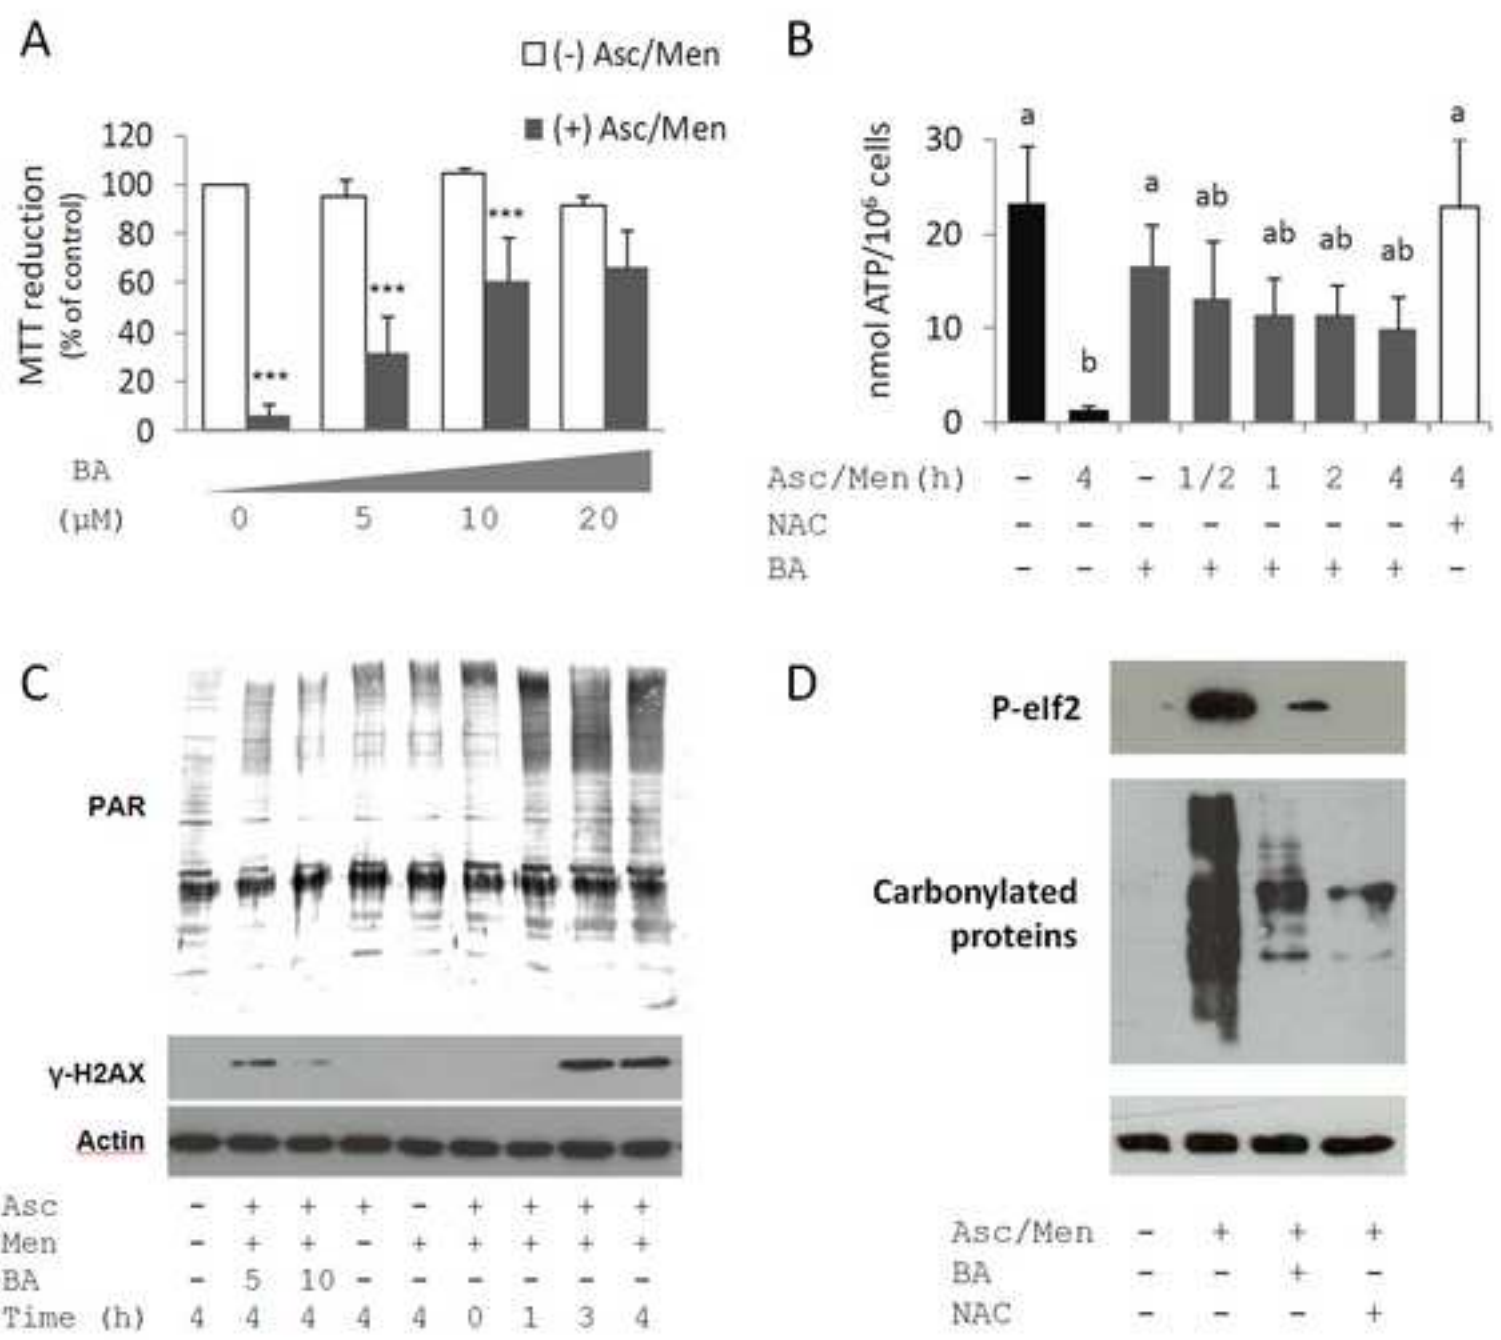 A
(-) Asc/Men
(+) Asc/Men
MTT reduction
(% of control)
120
100
80
60
40
20
0
***
***
***
BA
(µM)
0 5 10 20
B
nmol ATP/10⁶ cells
30
20
10
0
a b a ab ab ab ab a
Asc/Men(h) - 4 - 1/2 1 2 4 4
NAC - - - - - - - +
BA - - + + + + + -
C
PAR
γ-H2AX
Actin
Asc - + + + - + + + +
Men - + + - + + + + +
BA - 5 10 - - - - - -
Time (h) 4 4 4 4 4 0 1 3 4
D
P-eIf2
Carbonylated
proteins
Asc/Men - + + +
BA - - + -
NAC - - - +